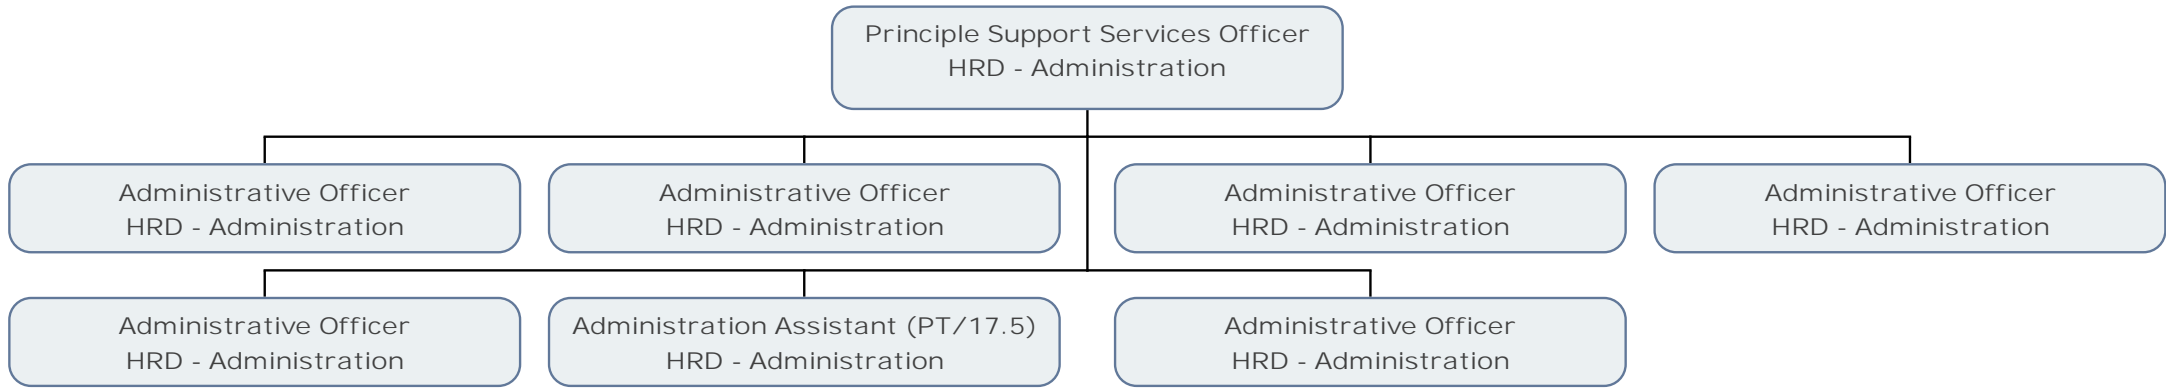 Principle Support Services Officer
HRD - Administration
Administrative Officer
HRD - Administration
Administrative Officer
HRD - Administration
Administrative Officer
HRD - Administration
Administrative Officer
HRD - Administration
Administrative Officer
HRD - Administration
Administration Assistant (PT/17.5)
HRD - Administration
Administrative Officer
HRD - Administration